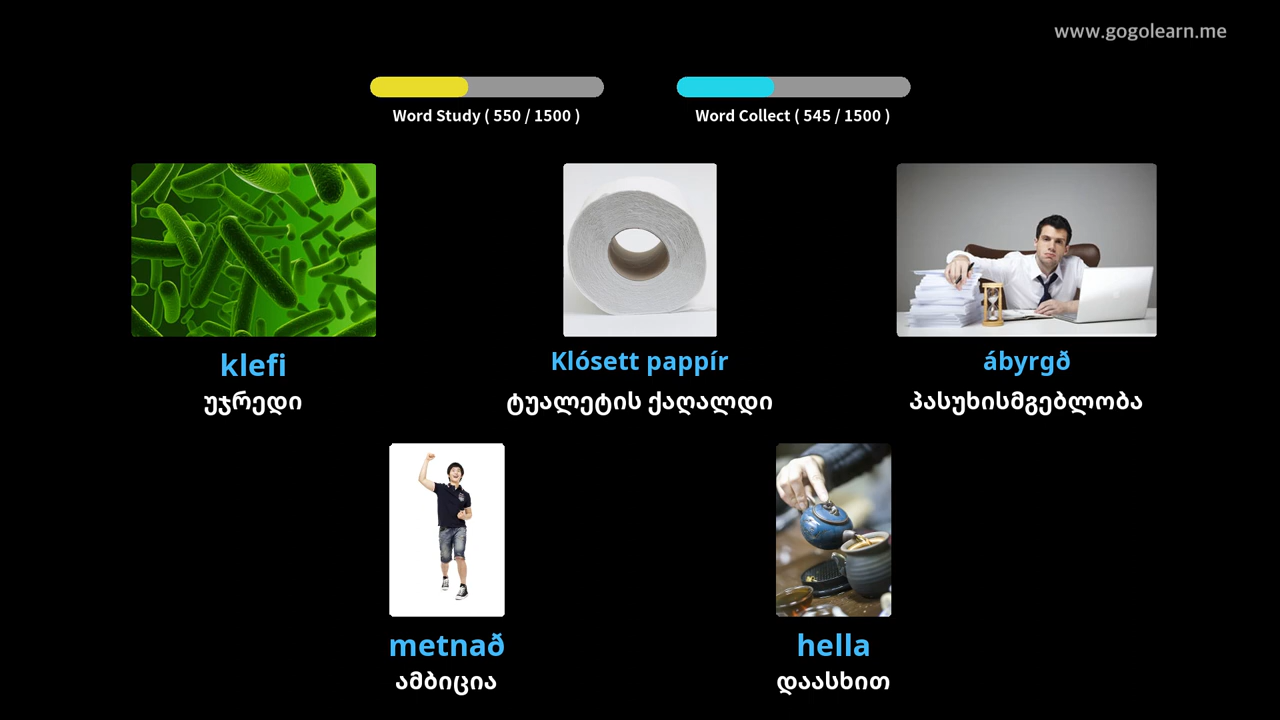 www.gogolearn.me
Word Study ( 550 / 1500 )
Word Collect ( 545 / 1500 )
klefi
უჯრედი
Klósett pappír
ტუალეტის ქაღალდი
ábyrgð
პასუხისმგებლობა
metnað
ამბიცია
hella
დაასხით